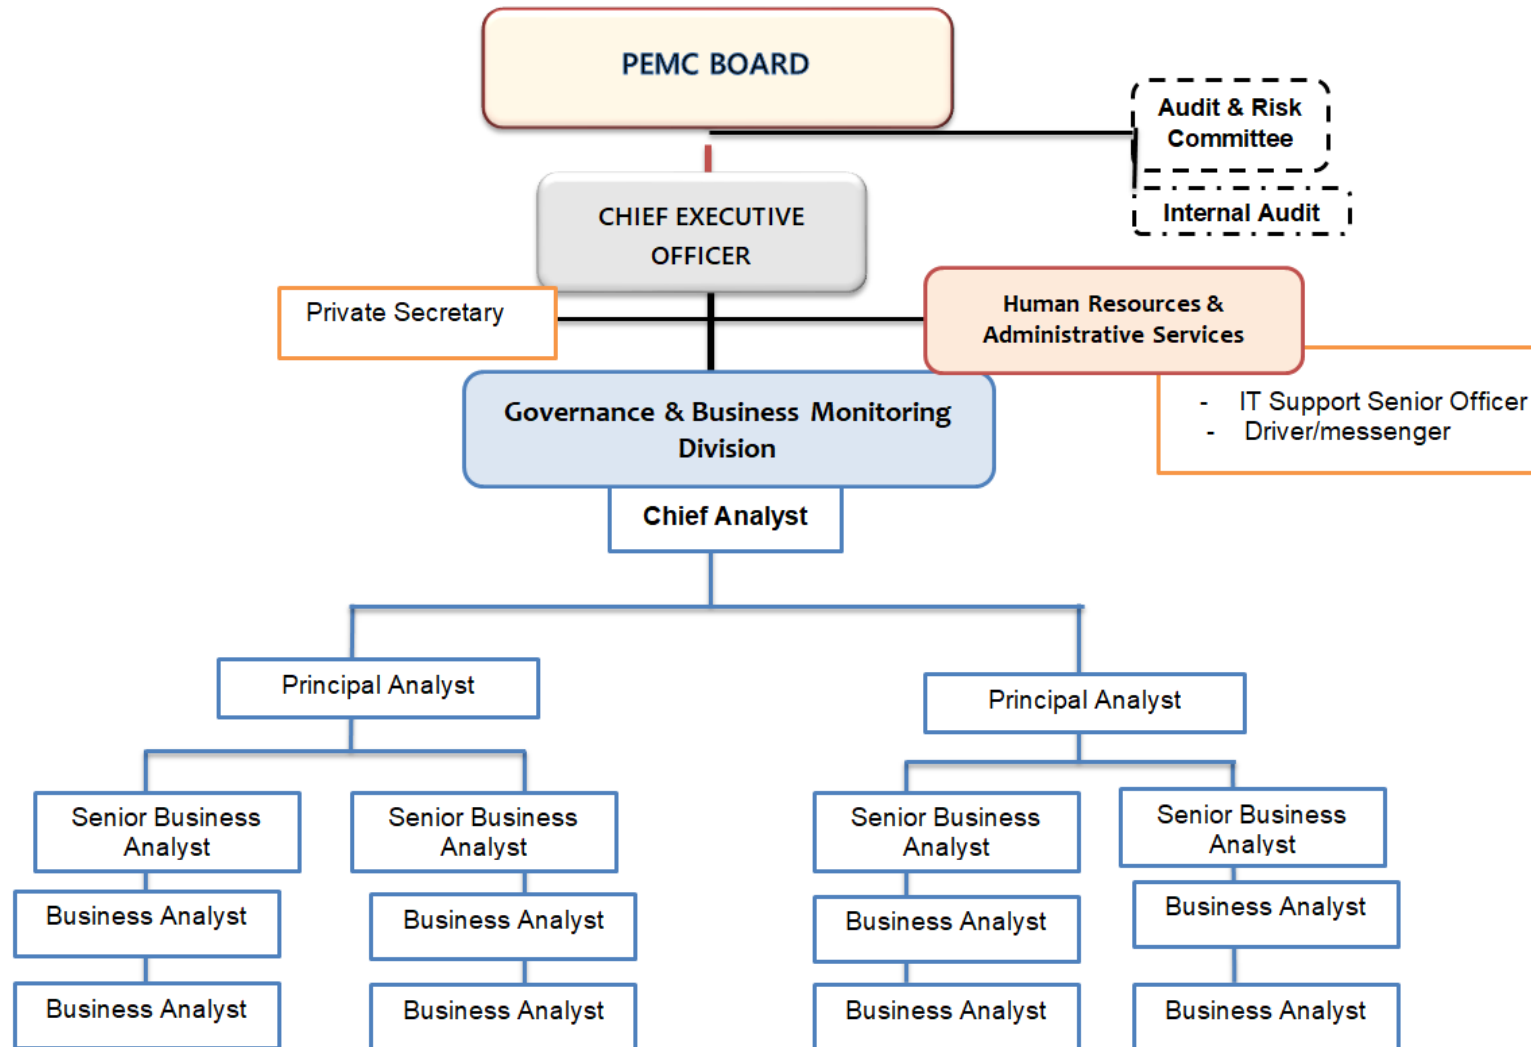 PEMC BOARD
Audit & Risk
Committee
Internal Audit
CHIEF EXECUTIVE
OFFICER
Private Secretary
Human Resources &
Administrative Services
- IT Support Senior Officer
- Driver/messenger
Governance & Business Monitoring
Division
Chief Analyst
Principal Analyst
Principal Analyst
Senior Business
Analyst
Senior Business
Analyst
Senior Business
Analyst
Senior Business
Analyst
Business Analyst
Business Analyst
Business Analyst
Business Analyst
Business Analyst
Business Analyst
Business Analyst
Business Analyst